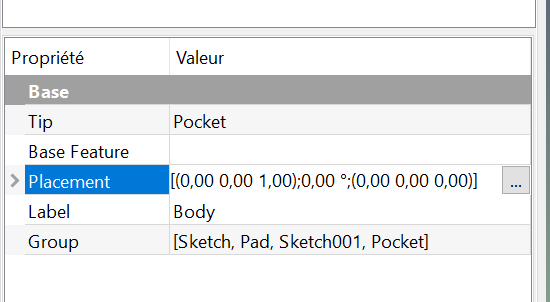 Propriété Valeur
Base
Tip Pocket
Base Feature
Placement [(0,00 0,00 1,00);0,00 °;(0,00 0,00 0,00)] ...
Label Body
Group [Sketch, Pad, Sketch001, Pocket]